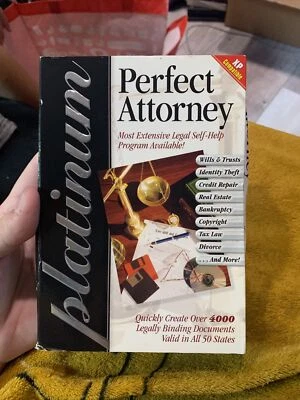 platinum
XP
Compatible
Perfect
Attorney
Most Extensive Legal Self-Help
Program Available!
Wills & Trusts
Identity Theft
Credit Repair
Real Estate
Bankruptcy
Copyright
Tax Law
Divorce
. . . And More!
Quickly Create Over 4000
Legally Binding Documents
Valid in All 50 States